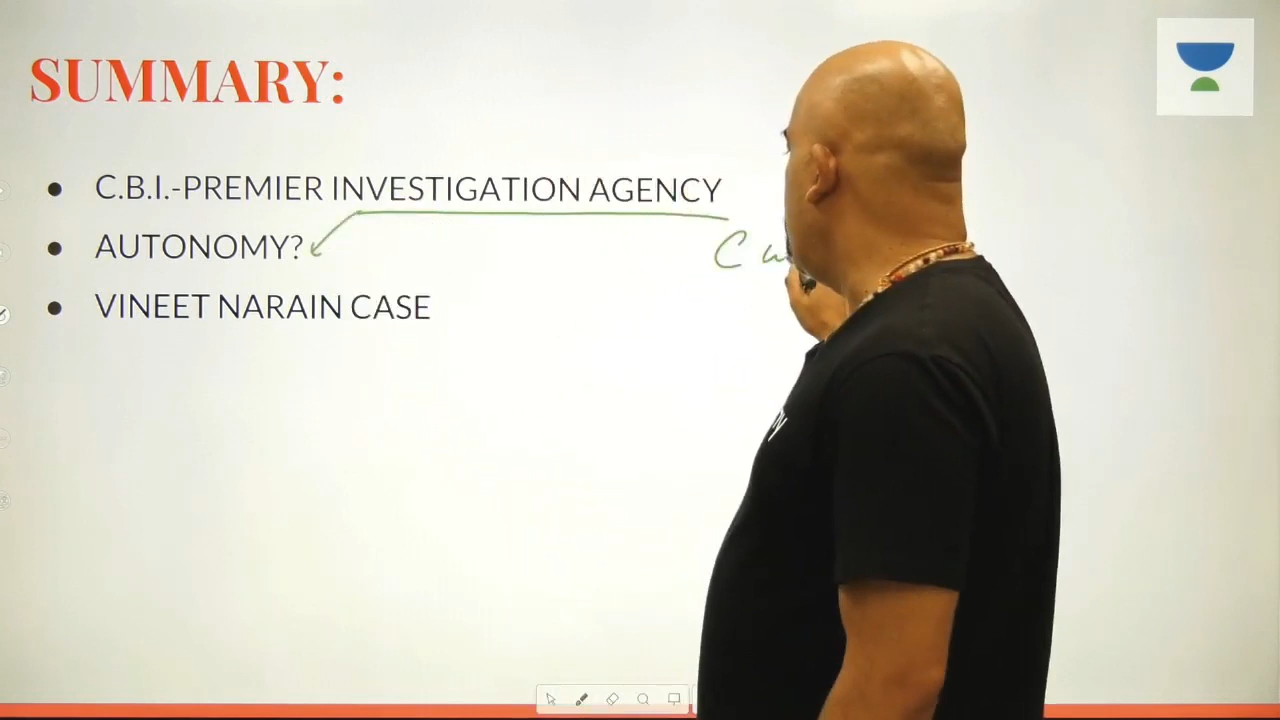 SUMMARY:
● C.B.I.-PREMIER INVESTIGATION AGENCY
● AUTONOMY?
● VINEET NARAIN CASE